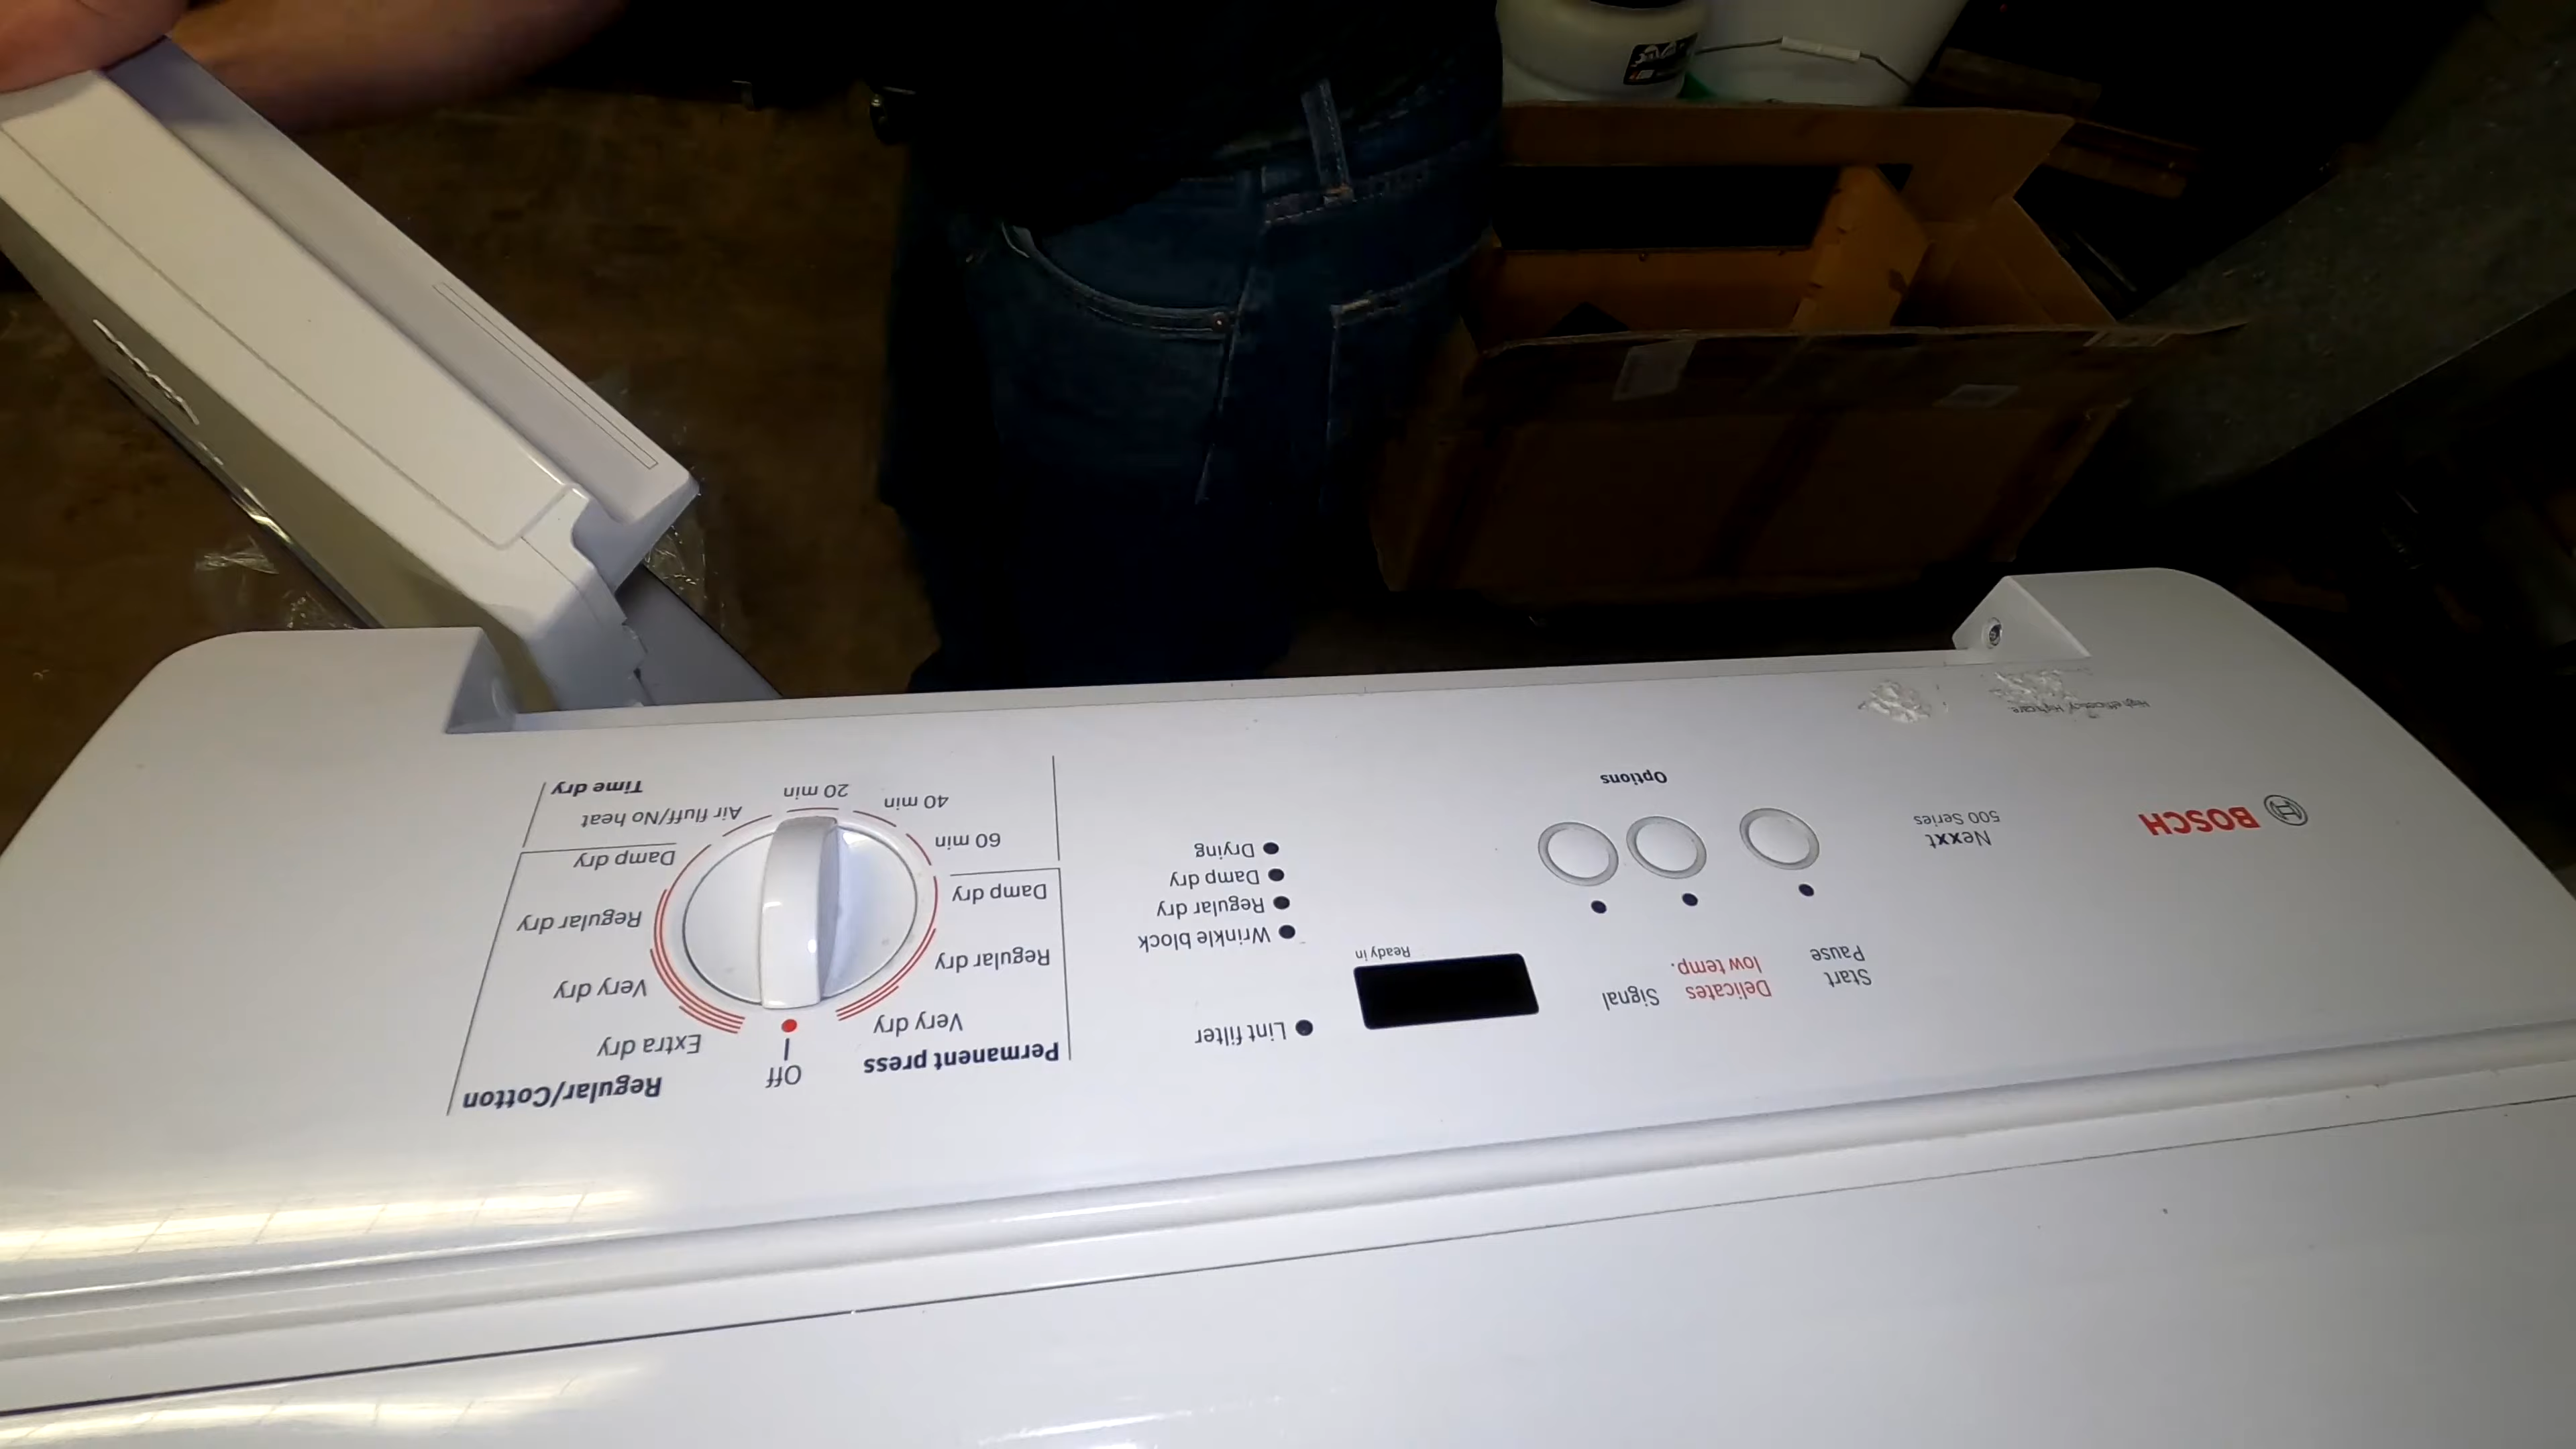 BOSCH
Nexxt
500 Series
High efficiency
Start
Pause
Delicates
low temp.
Signal
Options
Ready in
Lint filter
Wrinkle block
Regular dry
Damp dry
Drying
Permanent press
Very dry
Regular dry
Damp dry
60 min
40 min
20 min
Off
Regular/Cotton
Extra dry
Very dry
Regular dry
Damp dry
Air fluff/No heat
Time dry